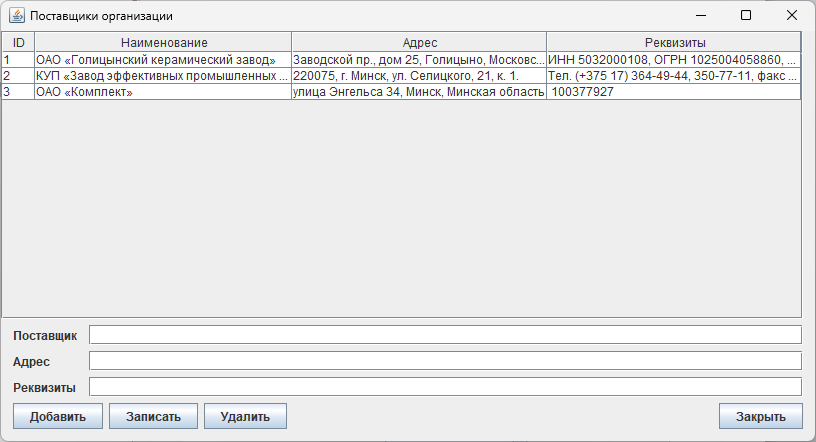 Поставщики организации
ID Наименование Адрес Реквизиты
1 ОАО «Голицынский керамический завод» Заводской пр., дом 25, Голицыно, Московс... ИНН 5032000108, ОГРН 1025004058860, ...
2 КУП «Завод эффективных промышленных ... 220075, г. Минск, ул. Селицкого, 21, к. 1. Тел. (+375 17) 364-49-44, 350-77-11, факс ...
3 ОАО «Комплект» улица Энгельса 34, Минск, Минская область 100377927
Поставщик
Адрес
Реквизиты
Добавить Записать Удалить Закрыть